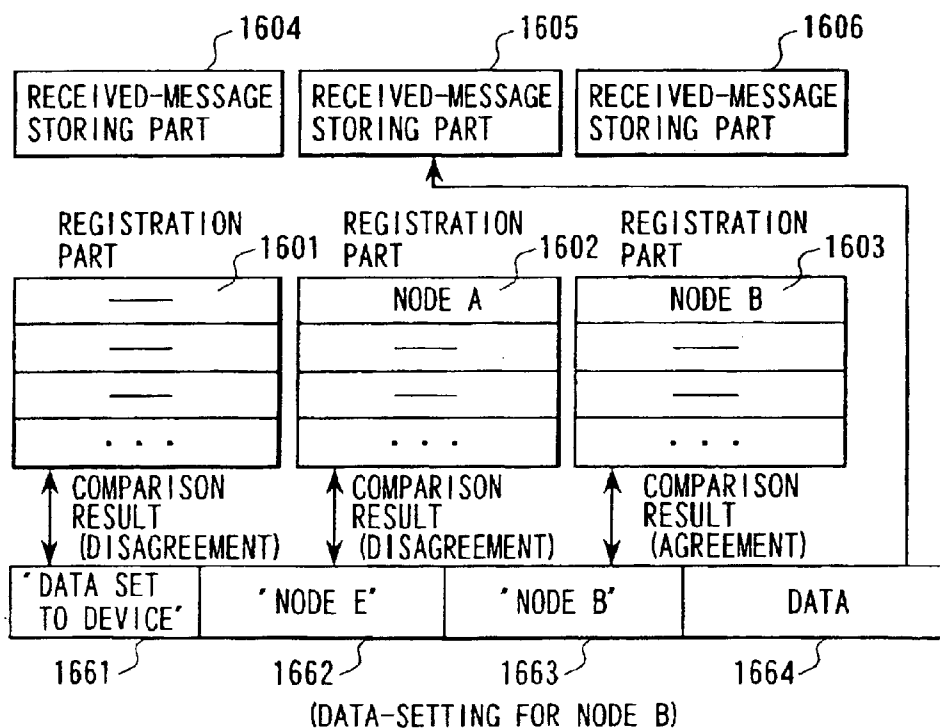 1604
1605
1606
RECEIVED-MESSAGE
STORING PART
RECEIVED-MESSAGE
STORING PART
RECEIVED-MESSAGE
STORING PART
REGISTRATION
PART
1601
REGISTRATION
PART
1602
REGISTRATION
PART
1603
NODE A
NODE B
. . .
. . .
. . .
COMPARISON
RESULT
(DISAGREEMENT)
COMPARISON
RESULT
(DISAGREEMENT)
COMPARISON
RESULT
(AGREEMENT)
'DATA SET
TO DEVICE'
'NODE E'
'NODE B'
DATA
1661
1662
1663
1664
(DATA-SETTING FOR NODE B)